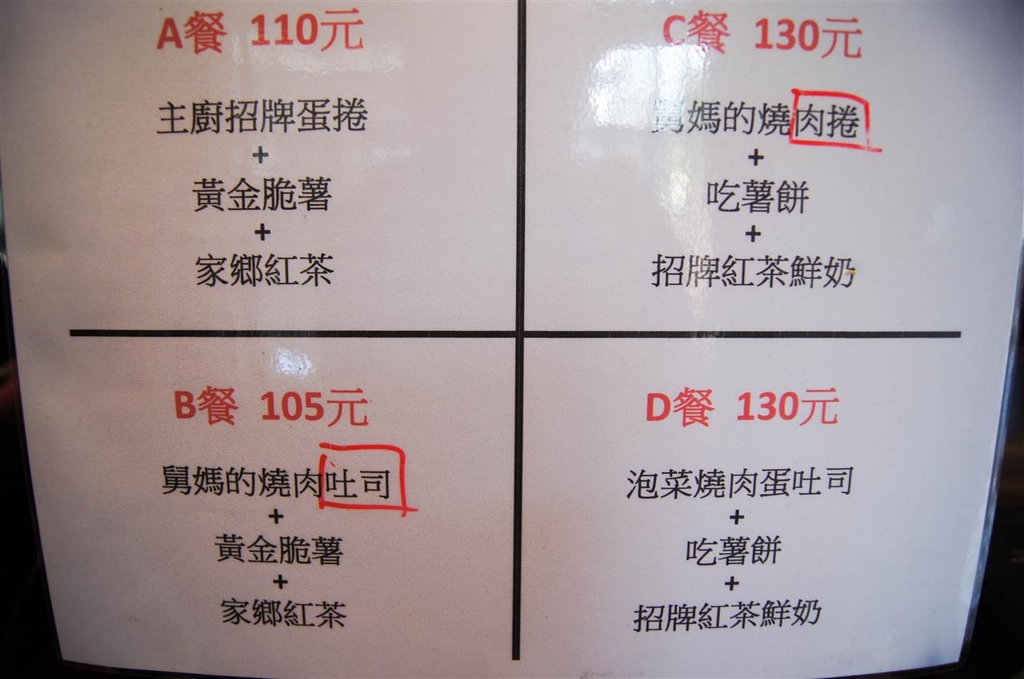 A餐 110元
主廚招牌蛋捲
+
黃金脆薯
+
家鄉紅茶
C餐 130元
舅媽的燒肉捲
+
吃薯餅
+
招牌紅茶鮮奶
B餐 105元
舅媽的燒肉吐司
+
黃金脆薯
+
家鄉紅茶
D餐 130元
泡菜燒肉蛋吐司
+
吃薯餅
+
招牌紅茶鮮奶